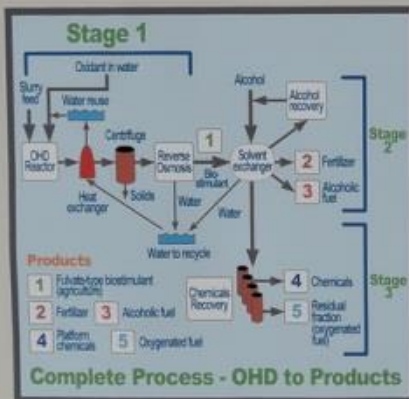 Stage 1
Oxidant in water
Slurry
feed
Water reuse
Centrifuge
OHD
Reactor
Reverse
Osmosis
1
Bio-
stimulant
Solids
Heat
exchanger
Water
Water
Water to recycle
Alcohol
Alcohol
recovery
Solvent
exchanger
2 Fertilizer
3 Alcoholic
fuel
Stage
2
Products
1 Fulvate-type biostimulant
(agriculture)
2 Fertilizer 3 Alcoholic fuel
4 Platform
chemicals
5 Oxygenated fuel
Chemicals
Recovery
4 Chemicals
5 Residual
fraction
(oxygenated
fuel)
Stage
3
Complete Process - OHD to Products